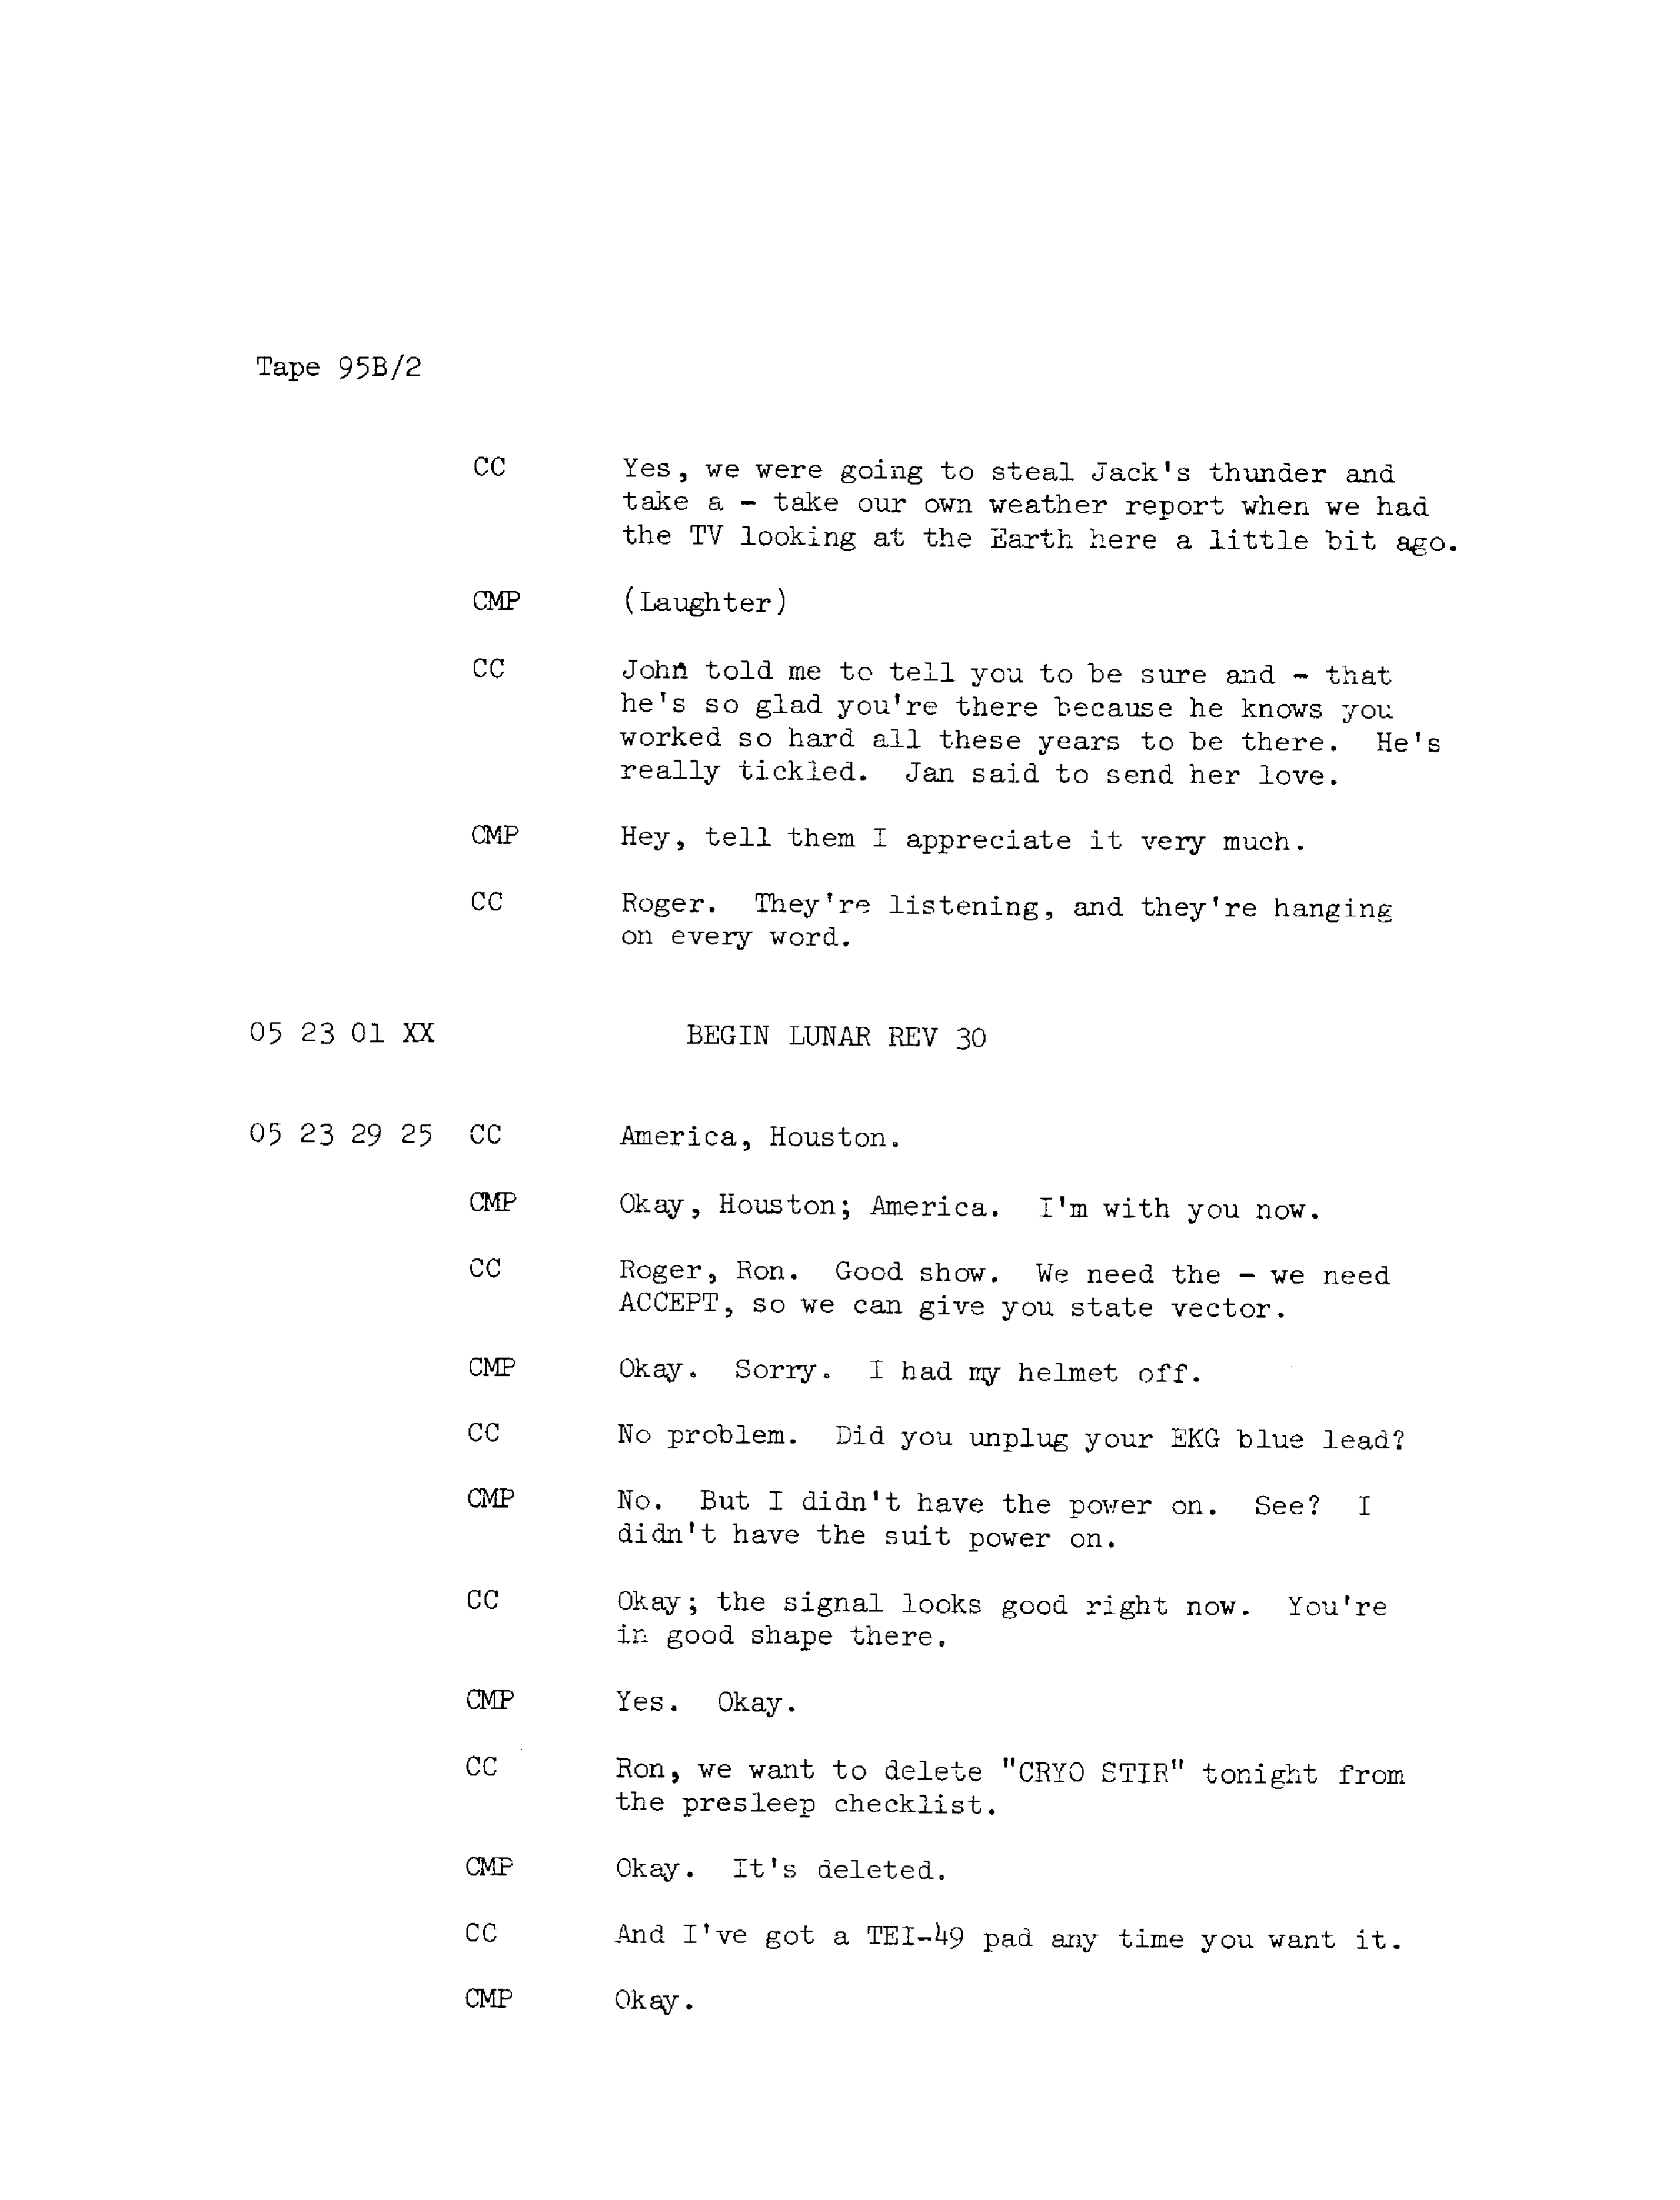 Tape 95B/2
CC Yes, we were going to steal Jack's thunder and
take a - take our own weather report when we had
the TV looking at the Earth here a little bit ago.
CMP (Laughter)
CC John told me to tell you to be sure and - that
he's so glad you're there because he knows you
worked so hard all these years to be there. He's
really tickled. Jan said to send her love.
CMP Hey, tell them I appreciate it very much.
CC Roger. They're listening, and they're hanging
on every word.
05 23 01 XX BEGIN LUNAR REV 30
05 23 29 25 CC America, Houston.
CMP Okay, Houston; America. I'm with you now.
CC Roger, Ron. Good show. We need the - we need
ACCEPT, so we can give you state vector.
CMP Okay. Sorry. I had my helmet off.
CC No problem. Did you unplug your EKG blue lead?
CMP No. But I didn't have the power on. See? I
didn't have the suit power on.
CC Okay; the signal looks good right now. You're
in good shape there.
CMP Yes. Okay.
CC Ron, we want to delete "CRYO STIR" tonight from
the presleep checklist.
CMP Okay. It's deleted.
CC And I've got a TEI-49 pad any time you want it.
CMP Okay.